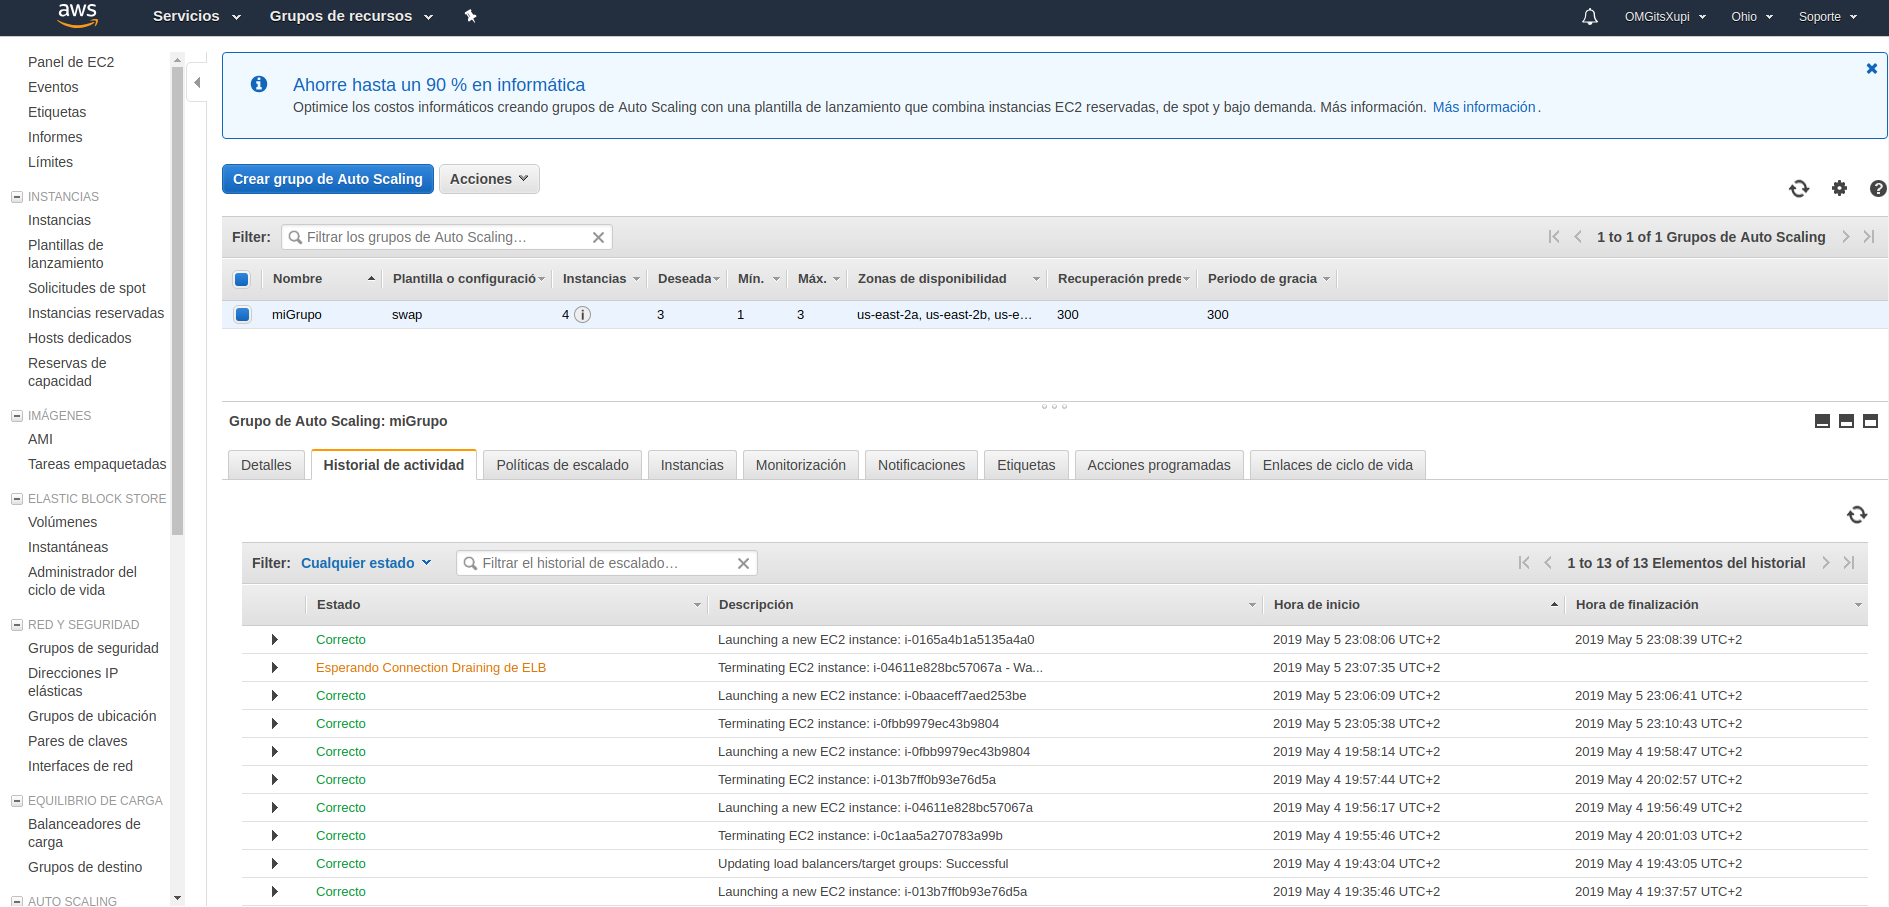 aws Servicios Grupos de recursos OMGitsXupi Ohio Soporte
Panel de EC2
Eventos
Etiquetas
Informes
Límites
INSTANCIAS
Instancias
Plantillas de
lanzamiento
Solicitudes de spot
Instancias reservadas
Hosts dedicados
Reservas de
capacidad
IMÁGENES
AMI
Tareas empaquetadas
ELASTIC BLOCK STORE
Volúmenes
Instantáneas
Administrador del
ciclo de vida
RED Y SEGURIDAD
Grupos de seguridad
Direcciones IP
elásticas
Grupos de ubicación
Pares de claves
Interfaces de red
EQUILIBRIO DE CARGA
Balanceadores de
carga
Grupos de destino
AUTO SCALING
Ahorre hasta un 90 % en informática
Optimice los costos informáticos creando grupos de Auto Scaling con una plantilla de lanzamiento que combina instancias EC2 reservadas, de spot y bajo demanda. Más información. Más información.
Crear grupo de Auto Scaling Acciones
Filter: Filtrar los grupos de Auto Scaling… 1 to 1 of 1 Grupos de Auto Scaling
Nombre Plantilla o configuració Instancias Deseada Mín. Máx. Zonas de disponibilidad Recuperación prede Periodo de gracia
miGrupo swap 4 3 1 3 us-east-2a, us-east-2b, us-e… 300 300
Grupo de Auto Scaling: miGrupo
Detalles Historial de actividad Políticas de escalado Instancias Monitorización Notificaciones Etiquetas Acciones programadas Enlaces de ciclo de vida
Filter: Cualquier estado Filtrar el historial de escalado… 1 to 13 of 13 Elementos del historial
Estado Descripción Hora de inicio Hora de finalización
Correcto Launching a new EC2 instance: i-0165a4b1a5135a4a0 2019 May 5 23:08:06 UTC+2 2019 May 5 23:08:39 UTC+2
Esperando Connection Draining de ELB Terminating EC2 instance: i-04611e828bc57067a - Wa... 2019 May 5 23:07:35 UTC+2
Correcto Launching a new EC2 instance: i-0baaceff7aed253be 2019 May 5 23:06:09 UTC+2 2019 May 5 23:06:41 UTC+2
Correcto Terminating EC2 instance: i-0fbb9979ec43b9804 2019 May 5 23:05:38 UTC+2 2019 May 5 23:10:43 UTC+2
Correcto Launching a new EC2 instance: i-0fbb9979ec43b9804 2019 May 4 19:58:14 UTC+2 2019 May 4 19:58:47 UTC+2
Correcto Terminating EC2 instance: i-013b7ff0b93e76d5a 2019 May 4 19:57:44 UTC+2 2019 May 4 20:02:57 UTC+2
Correcto Launching a new EC2 instance: i-04611e828bc57067a 2019 May 4 19:56:17 UTC+2 2019 May 4 19:56:49 UTC+2
Correcto Terminating EC2 instance: i-0c1aa5a270783a99b 2019 May 4 19:55:46 UTC+2 2019 May 4 20:01:03 UTC+2
Correcto Updating load balancers/target groups: Successful 2019 May 4 19:43:04 UTC+2 2019 May 4 19:43:05 UTC+2
Correcto Launching a new EC2 instance: i-013b7ff0b93e76d5a 2019 May 4 19:35:46 UTC+2 2019 May 4 19:37:57 UTC+2